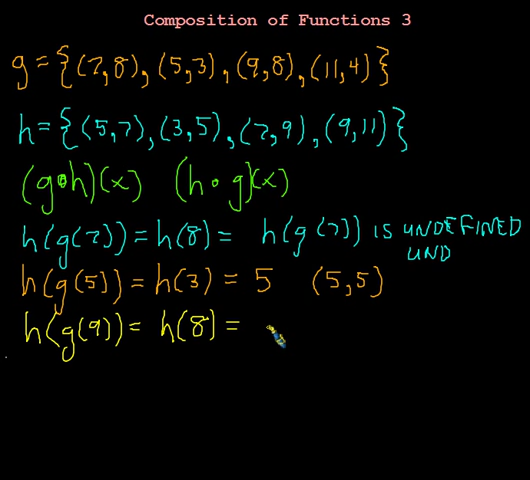 Composition of Functions 3
g = {(7,8), (5,3), (9,8), (11,4)}
h = {(5,7), (3,5), (7,9), (9,11)}
(g∘h)(x) (h∘g)(x)
h(g(7)) = h(8) = h(g(7)) IS UNDEFINED
UND
h(g(5)) = h(3) = 5 (5,5)
h(g(9)) = h(8) =